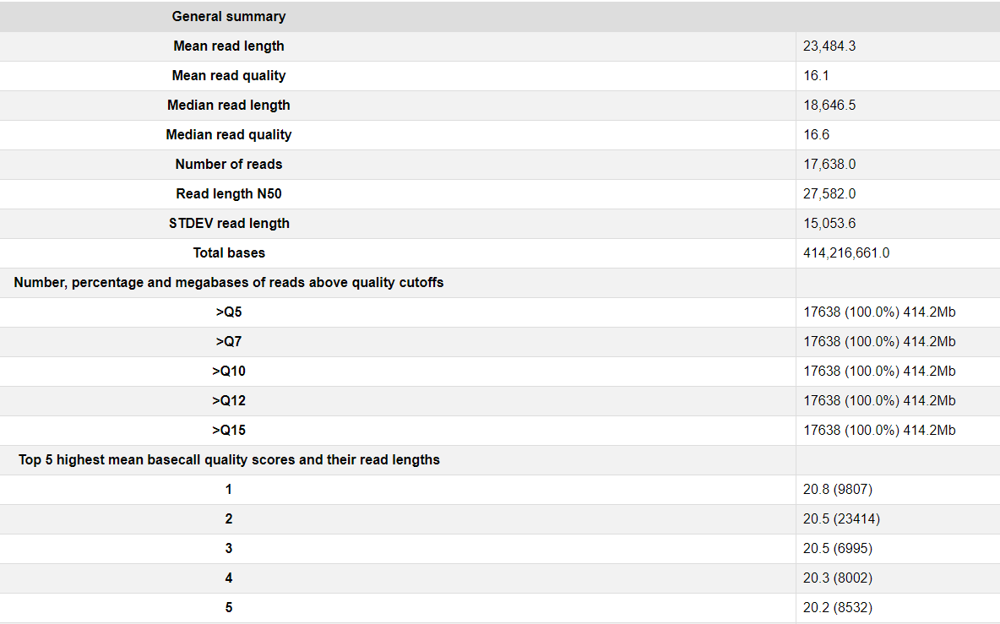 General summary
Mean read length 23,484.3
Mean read quality 16.1
Median read length 18,646.5
Median read quality 16.6
Number of reads 17,638.0
Read length N50 27,582.0
STDEV read length 15,053.6
Total bases 414,216,661.0
Number, percentage and megabases of reads above quality cutoffs
>Q5 17638 (100.0%) 414.2Mb
>Q7 17638 (100.0%) 414.2Mb
>Q10 17638 (100.0%) 414.2Mb
>Q12 17638 (100.0%) 414.2Mb
>Q15 17638 (100.0%) 414.2Mb
Top 5 highest mean basecall quality scores and their read lengths
1 20.8 (9807)
2 20.5 (23414)
3 20.5 (6995)
4 20.3 (8002)
5 20.2 (8532)